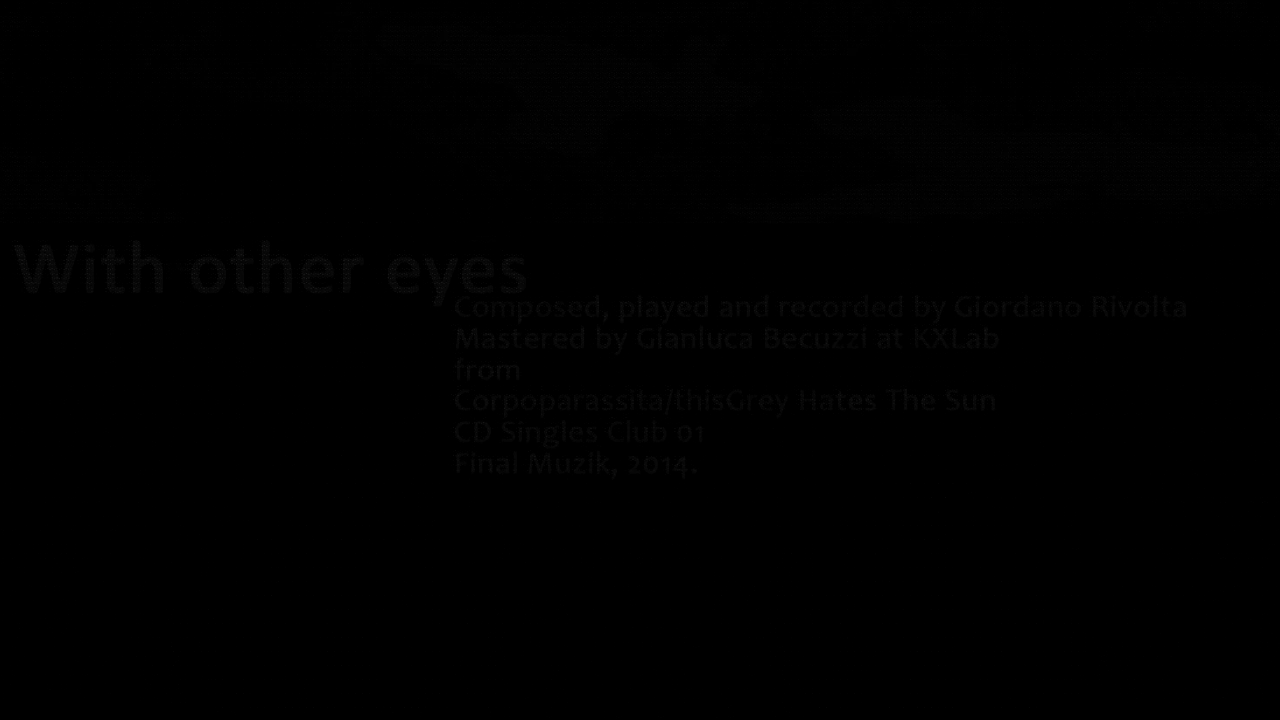 With other eyes
Composed, played and recorded by Giordano Rivolta
Mastered by Gianluca Becuzzi at KXLab
from
Corpoparassita/thisGrey Hates The Sun
CD Singles Club 01
Final Muzik, 2014.